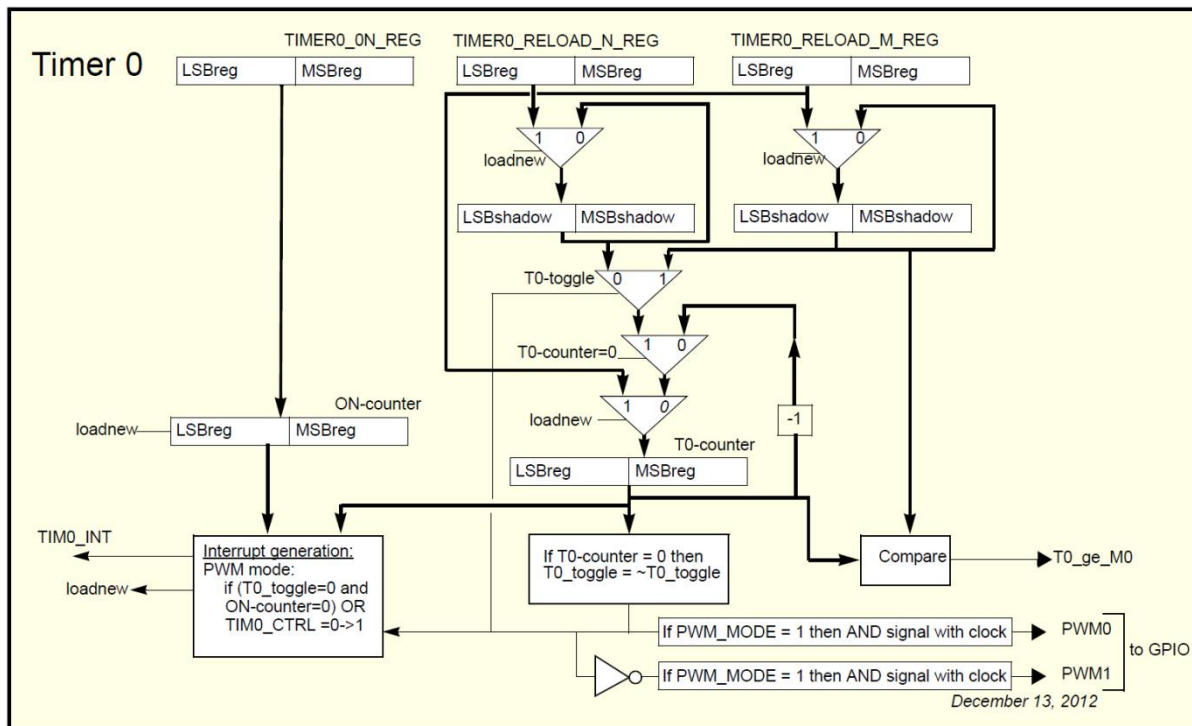 Timer 0
TIMER0_0N_REG
TIMER0_RELOAD_N_REG
TIMER0_RELOAD_M_REG
LSBreg MSBreg
LSBreg MSBreg
LSBreg MSBreg
1 0
loadnew
1 0
loadnew
LSBshadow MSBshadow
LSBshadow MSBshadow
T0-toggle
0 1
T0-counter=0
1 0
ON-counter
loadnew
LSBreg MSBreg
1 0
loadnew
-1
T0-counter
LSBreg MSBreg
TIM0_INT
loadnew
Interrupt generation:
PWM mode:
if (T0_toggle=0 and
ON-counter=0) OR
TIM0_CTRL =0->1
If T0-counter = 0 then
T0_toggle = ~T0_toggle
Compare
T0_ge_M0
If PWM_MODE = 1 then AND signal with clock
PWM0
If PWM_MODE = 1 then AND signal with clock
PWM1
to GPIO
December 13, 2012